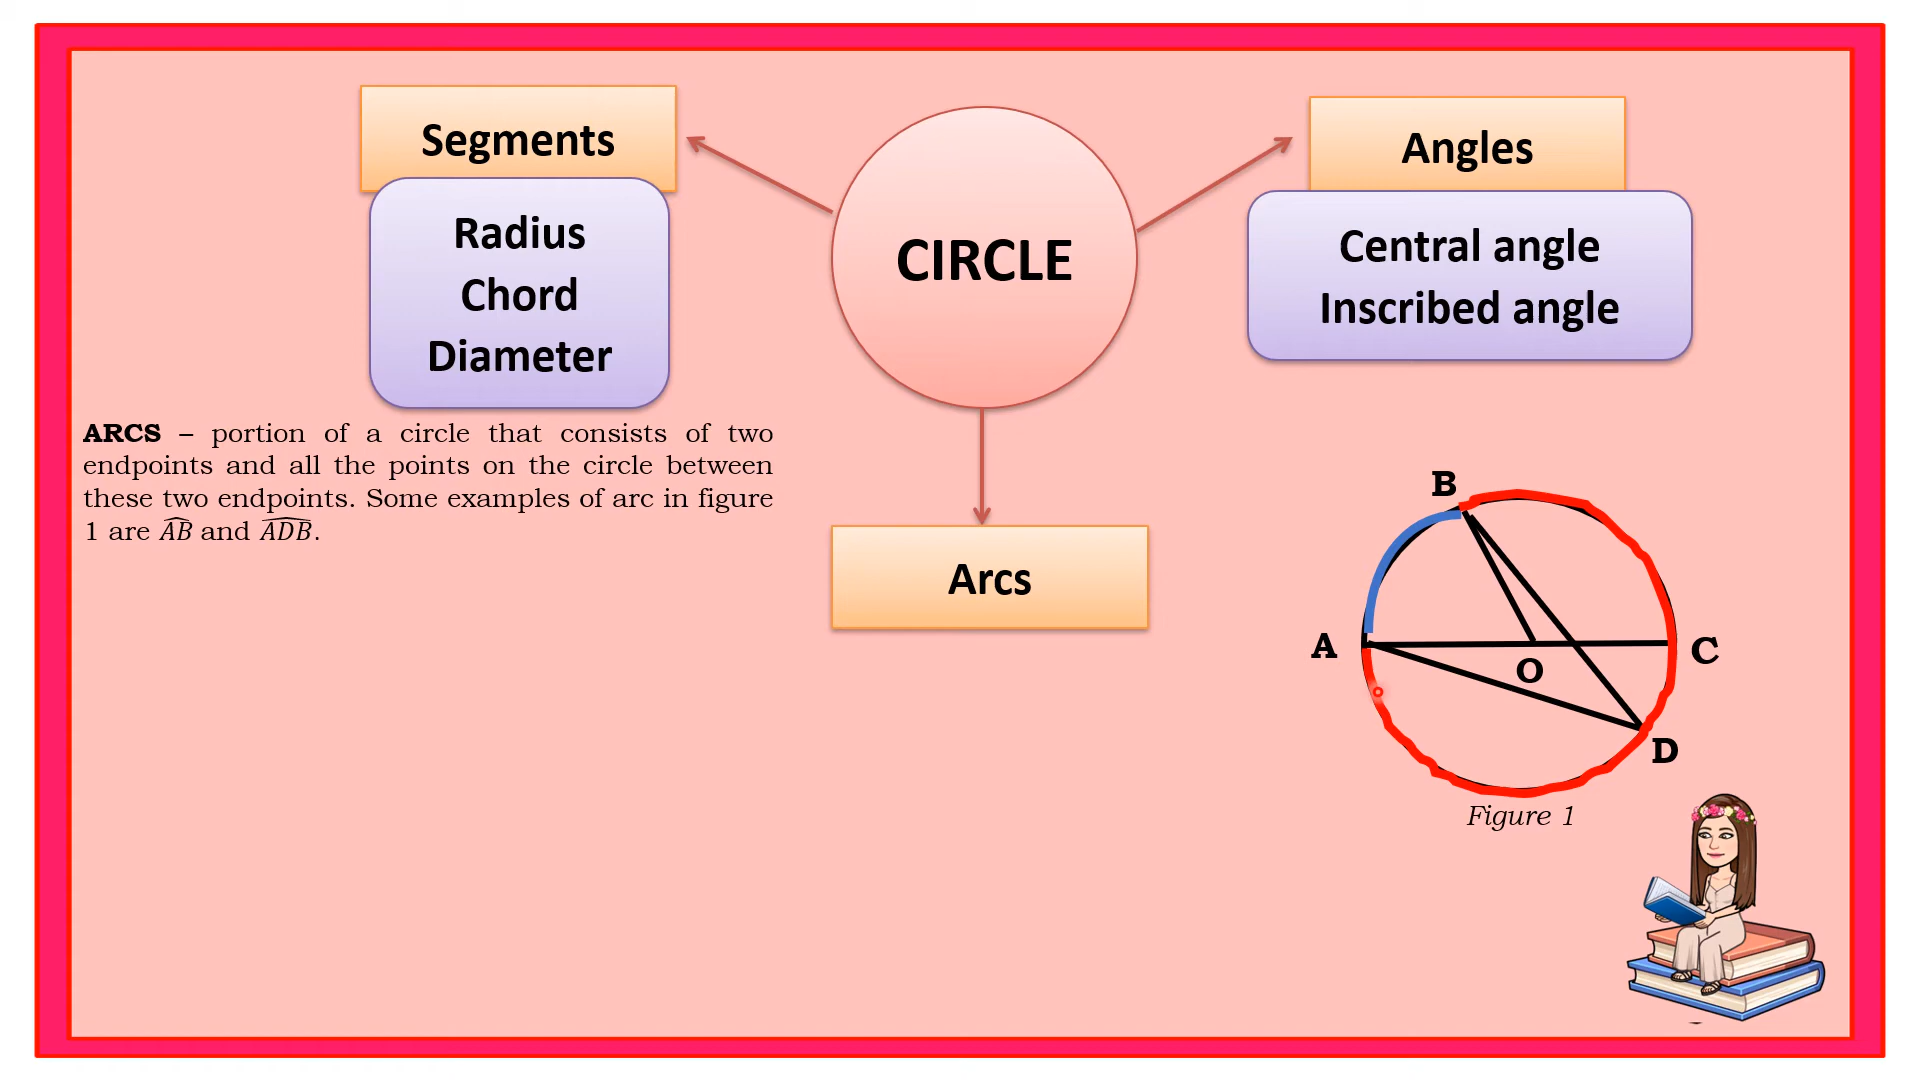 Segments
Radius
Chord
Diameter
CIRCLE
Angles
Central angle
Inscribed angle
ARCS – portion of a circle that consists of two
endpoints and all the points on the circle between
these two endpoints. Some examples of arc in figure
1 are A͡B and A͡D͡B.
Arcs
B
A
O
C
D
Figure 1